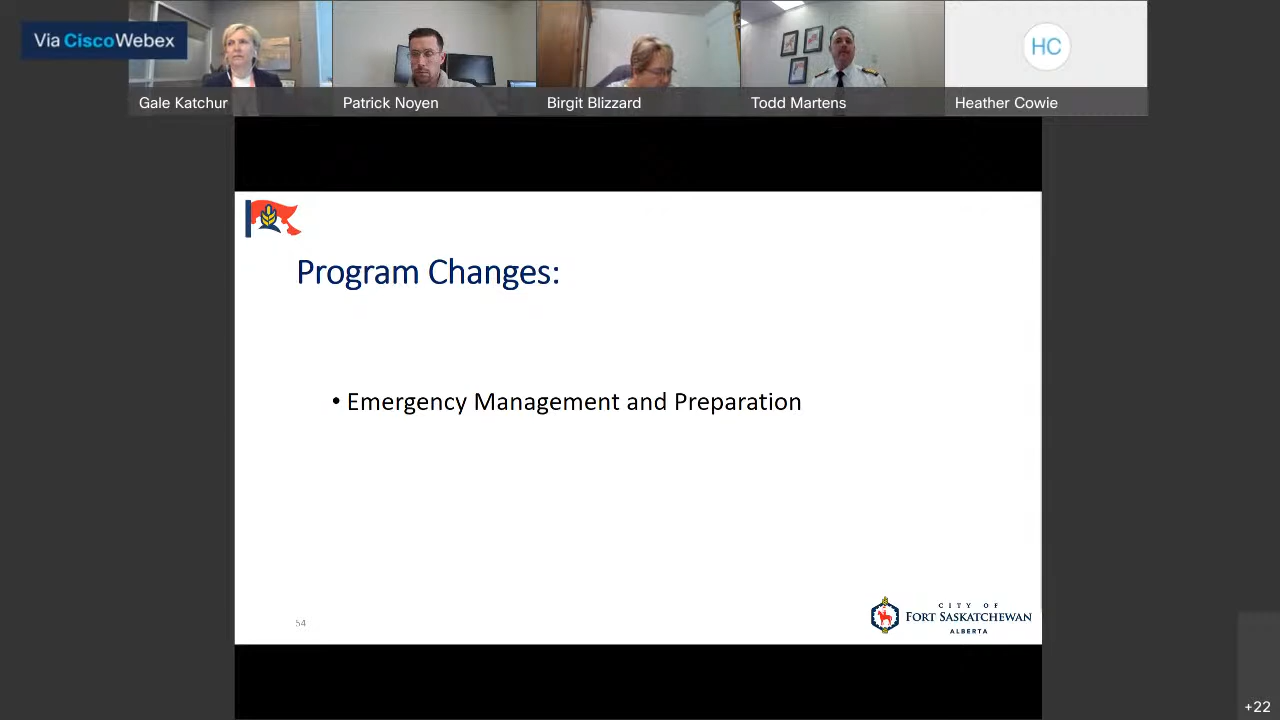 Via CiscoWebex
HC
Gale Katchur
Patrick Noyen
Birgit Blizzard
Todd Martens
Heather Cowie
Program Changes:
• Emergency Management and Preparation
54
CITY OF
FORT SASKATCHEWAN
ALBERTA
+22